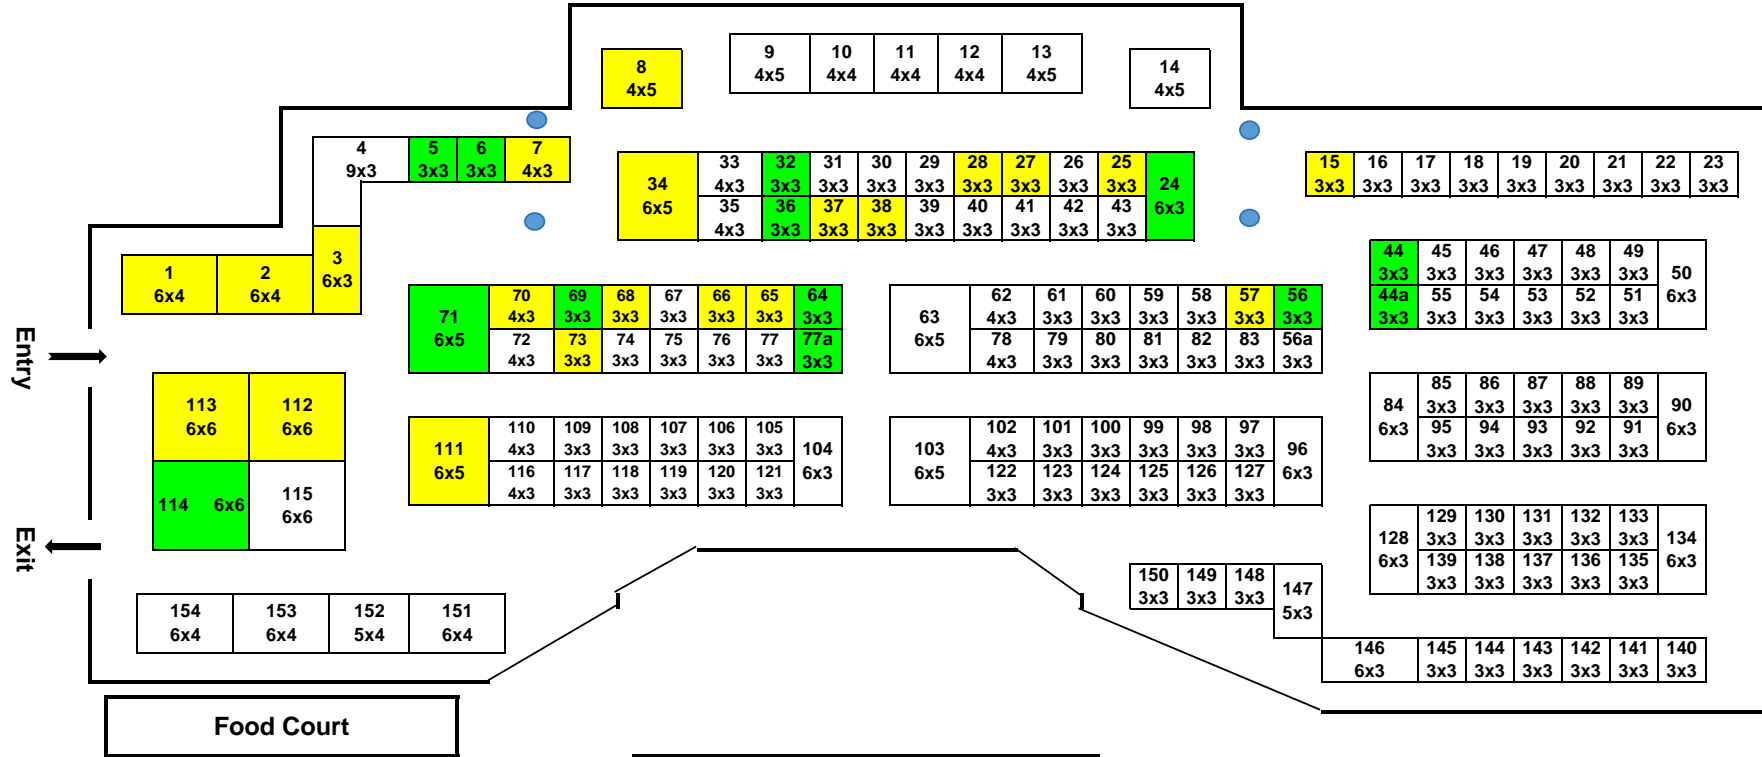 9 10 11 12 13
4x5 4x4 4x4 4x4 4x5
8
4x5
14
4x5
4 5 6 7
9x3 3x3 3x3 4x3
33 32 31 30 29 28 27 26 25
4x3 3x3 3x3 3x3 3x3 3x3 3x3 3x3 3x3
34
6x5
24
6x3
35 36 37 38 39 40 41 42 43
4x3 3x3 3x3 3x3 3x3 3x3 3x3 3x3 3x3
15 16 17 18 19 20 21 22 23
3x3 3x3 3x3 3x3 3x3 3x3 3x3 3x3 3x3
1 2 3
6x4 6x4 6x3
44 45 46 47 48 49
3x3 3x3 3x3 3x3 3x3 3x3
50
6x3
44a 55 54 53 52 51
3x3 3x3 3x3 3x3 3x3 3x3
Entry
71
6x5
70 69 68 67 66 65 64
4x3 3x3 3x3 3x3 3x3 3x3 3x3
72 73 74 75 76 77 77a
4x3 3x3 3x3 3x3 3x3 3x3 3x3
63
6x5
62 61 60 59 58 57 56
4x3 3x3 3x3 3x3 3x3 3x3 3x3
78 79 80 81 82 83 56a
4x3 3x3 3x3 3x3 3x3 3x3 3x3
113 112
6x6 6x6
114 6x6
115
6x6
84
6x3
85 86 87 88 89
3x3 3x3 3x3 3x3 3x3
95 94 93 92 91
3x3 3x3 3x3 3x3 3x3
90
6x3
111
6x5
110 109 108 107 106 105
4x3 3x3 3x3 3x3 3x3 3x3
116 117 118 119 120 121
4x3 3x3 3x3 3x3 3x3 3x3
104
6x3
103
6x5
102 101 100 99 98 97
4x3 3x3 3x3 3x3 3x3 3x3
122 123 124 125 126 127
3x3 3x3 3x3 3x3 3x3 3x3
96
6x3
Exit
128
6x3
129 130 131 132 133
3x3 3x3 3x3 3x3 3x3
139 138 137 136 135
3x3 3x3 3x3 3x3 3x3
134
6x3
154 153 152 151
6x4 6x4 5x4 6x4
150 149 148
3x3 3x3 3x3
147
5x3
146 145 144 143 142 141 140
6x3 3x3 3x3 3x3 3x3 3x3 3x3
Food Court